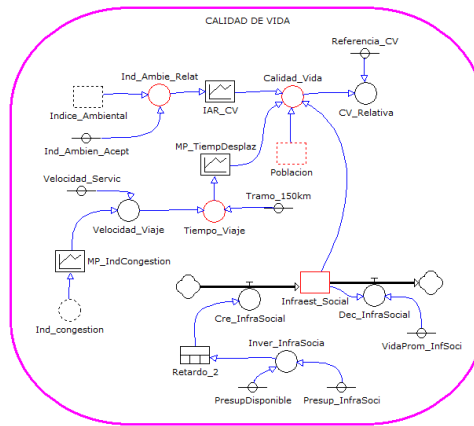 CALIDAD DE VIDA
Referencia_CV
Ind_Ambie_Relat
Calidad_Vida
Indice_Ambiental
IAR_CV
CV_Relativa
Ind_Ambien_Acept
MP_TiempDesplaz
Poblacion
Velocidad_Servic
Tramo_150km
Velocidad_Viaje
Tiempo_Viaje
MP_IndCongestion
Infraest_Social
Ind_congestion
Cre_InfraSocial
Dec_InfraSocial
Inver_InfraSocia
VidaProm_InfSoci
Retardo_2
PresupDisponible
Presup_InfraSoci